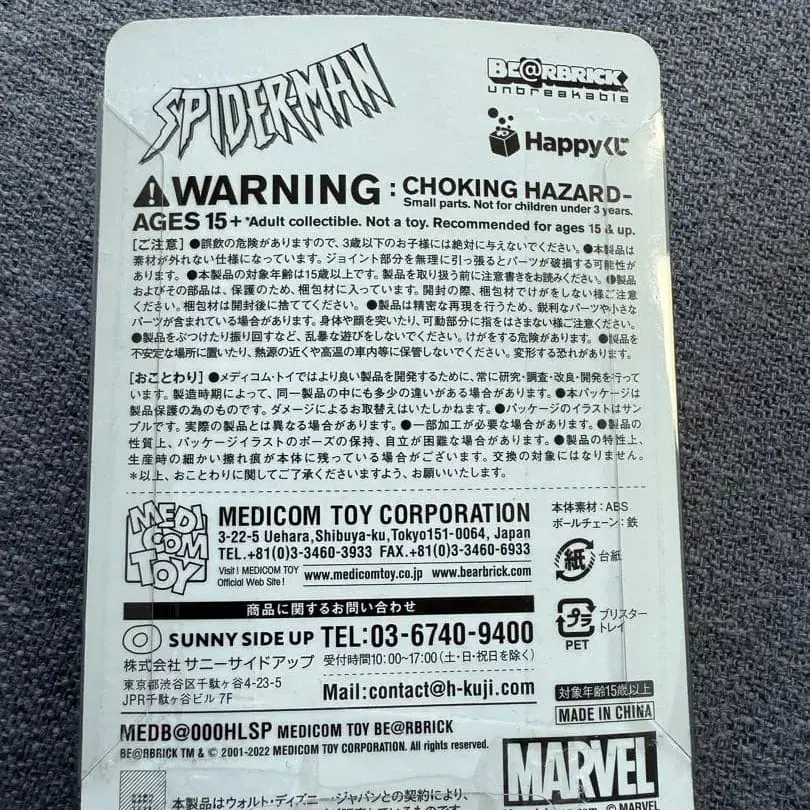 SPIDER-MAN
BE@RBRICK
unbreakable
Happyくじ
WARNING : CHOKING HAZARD-
Small parts. Not for children under 3 years.
AGES 15+ *Adult collectible. Not a toy. Recommended for ages 15 & up.
[ご注意] ●誤飲の危険がありますので、3歳以下のお子様には絶対に与えないでください。●本製品は
素材が外れない仕様になっています。ジョイント部分を無理に引っ張るとパーツが破損する可能性が
あります。●本製品の対象年齢は15歳以上です。製品を取り扱う前に注意書きをお読みください。●製品
およびその部品は、保護のため、梱包材に入っています。開封の際、梱包材でけがをしない様ご注意
ください。梱包材は開封後に捨ててください。●製品は精密な再現を行うため、鋭利なパーツや小さな
パーツが含まれている場合があります。身体や顔を突いたり、可動部分に指をはさまない様ご注意ください。
●製品をぶつけたり振り回すなど、乱暴な遊びをしないでください。けがをする危険があります。●製品を
不安定な場所に置いたり、熱源の近くや高温の車内等に保管しないでください。変形する恐れがあります。
[おことわり] ●メディコム・トイではより良い製品を開発するために、常に研究・調査・改良・開発を行って
います。製造時期によって、同一製品の中にも多少の違いがある場合があります。●本パッケージは
製品保護の為のものです。ダメージによるお取替えはいたしかねます。●パッケージのイラストはサン
プルです。実際の製品とは異なる場合があります。●一部加工が必要な場合があります。●製品の
性質上、パッケージイラストのポーズの保持、自立が困難な場合があります。●製品の特性上、
生産時の細かい擦れ痕が本体に残っている場合がございます。交換の対象にはなりません。
*以上、おことわりに関してご了承くださいますよう、お願いいたします。
MEDI
COM
TOY
MEDICOM TOY CORPORATION
3-22-5 Uehara,Shibuya-ku,Tokyo151-0064, Japan
TEL.+81(0)3-3460-3933 FAX.+81(0)3-3460-6933
Visit! MEDICOM TOY
Official Web Site!
www.medicomtoy.co.jp www.bearbrick.com
本体素材:ABS
ボールチェーン:鉄
紙 台紙
プラ ブリスター
トレイ
PET
商品に関するお問い合わせ
SUNNY SIDE UP TEL:03-6740-9400
株式会社 サニーサイドアップ 受付時間10:00~17:00(土・日・祝日を除く)
東京都渋谷区千駄ヶ谷4-23-5
JPR千駄ヶ谷ビル 7F
Mail:contact@h-kuji.com
対象年齢15歳以上
MADE IN CHINA
MEDB@000HLSP MEDICOM TOY BE@RBRICK
BE@RBRICK TM & © 2001-2022 MEDICOM TOY CORPORATION. All rights reserved.
MARVEL
本製品はウォルト・ディズニー・ジャパンとの契約により、
© MARVEL